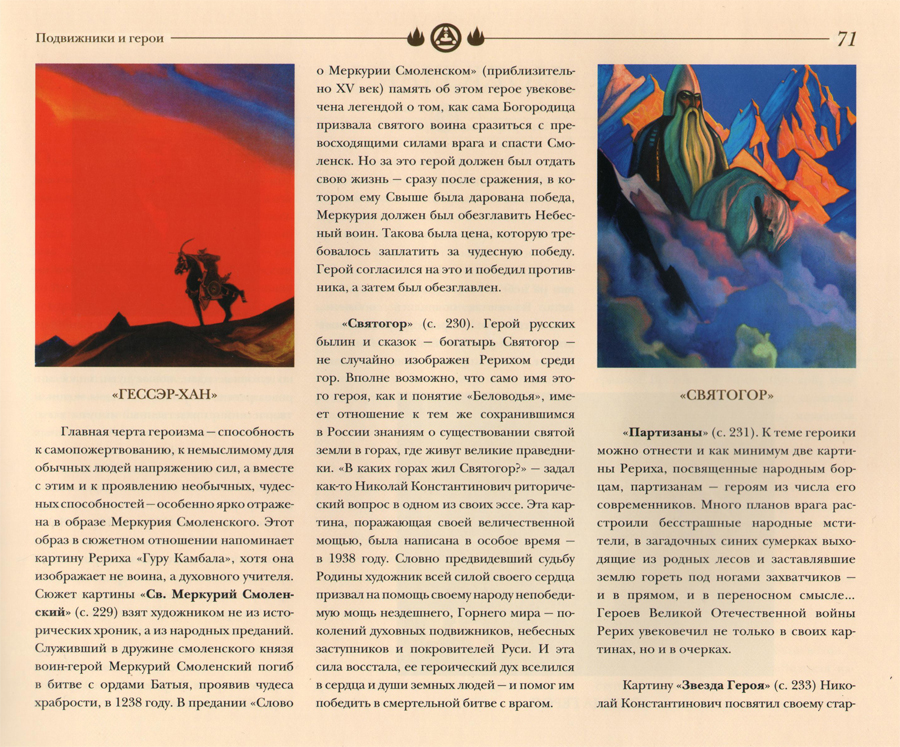 Подвижники и герои
71
«ГЕССЭР-ХАН»
Главная черта героизма — способность
к самопожертвованию, к немыслимому для
обычных людей напряжению сил, а вместе
с этим и к проявлению необычных, чудес-
ных способностей — особенно ярко отраже-
на в образе Меркурия Смоленского. Этот
образ в сюжетном отношении напоминает
картину Рериха «Гуру Камбала», хотя она
изображает не воина, а духовного учителя.
Сюжет картины «Св. Меркурий Смолен-
ский» (с. 229) взят художником не из исто-
рических хроник, а из народных преданий.
Служивший в дружине смоленского князя
воин-герой Меркурий Смоленский погиб
в битве с ордами Батыя, проявив чудеса
храбрости, в 1238 году. В предании «Слово
о Меркурии Смоленском» (приблизитель-
но XV век) память об этом герое увекове-
чена легендой о том, как сама Богородица
призвала святого воина сразиться с пре-
восходящими силами врага и спасти Смо-
ленск. Но за это герой должен был отдать
свою жизнь — сразу после сражения, в ко-
тором ему Свыше была дарована победа,
Меркурия должен был обезглавить Небес-
ный воин. Такова была цена, которую тре-
бовалось заплатить за чудесную победу.
Герой согласился на это и победил против-
ника, а затем был обезглавлен.
«Святогор» (с. 230). Герой русских
былин и сказок — богатырь Святогор —
не случайно изображен Рерихом среди
гор. Вполне возможно, что само имя это-
го героя, как и понятие «Беловодья», име-
ет отношение к тем же сохранившимся
в России знаниям о существовании святой
земли в горах, где живут великие праведни-
ки. «В каких горах жил Святогор?» — задал
как-то Николай Константинович риториче-
ский вопрос в одном из своих эссе. Эта кар-
тина, поражающая своей величественной
мощью, была написана в особое время —
в 1938 году. Словно предвидевший судьбу
Родины художник всей силой своего сердца
призвал на помощь своему народу непобеди-
мую мощь нездешнего, Горнего мира — по-
колений духовных подвижников, небесных
заступников и покровителей Руси. И эта
сила восстала, ее героический дух вселился
в сердца и души земных людей — и помог им
победить в смертельной битве с врагом.
«СВЯТОГОР»
«Партизаны» (с. 231). К теме героики
можно отнести и как минимум две карти-
ны Рериха, посвященные народным бор-
цам, партизанам — героям из числа его
современников. Много планов врага рас-
строили бесстрашные народные мсти-
тели, в загадочных синих сумерках выхо-
дящие из родных лесов и заставлявшие
землю гореть под ногами захватчиков —
и в прямом, и в переносном смысле...
Героев Великой Отечественной войны
Рерих увековечил не только в своих кар-
тинах, но и в очерках.
Картину «Звезда Героя» (с. 233) Нико-
лай Константинович посвятил своему стар-